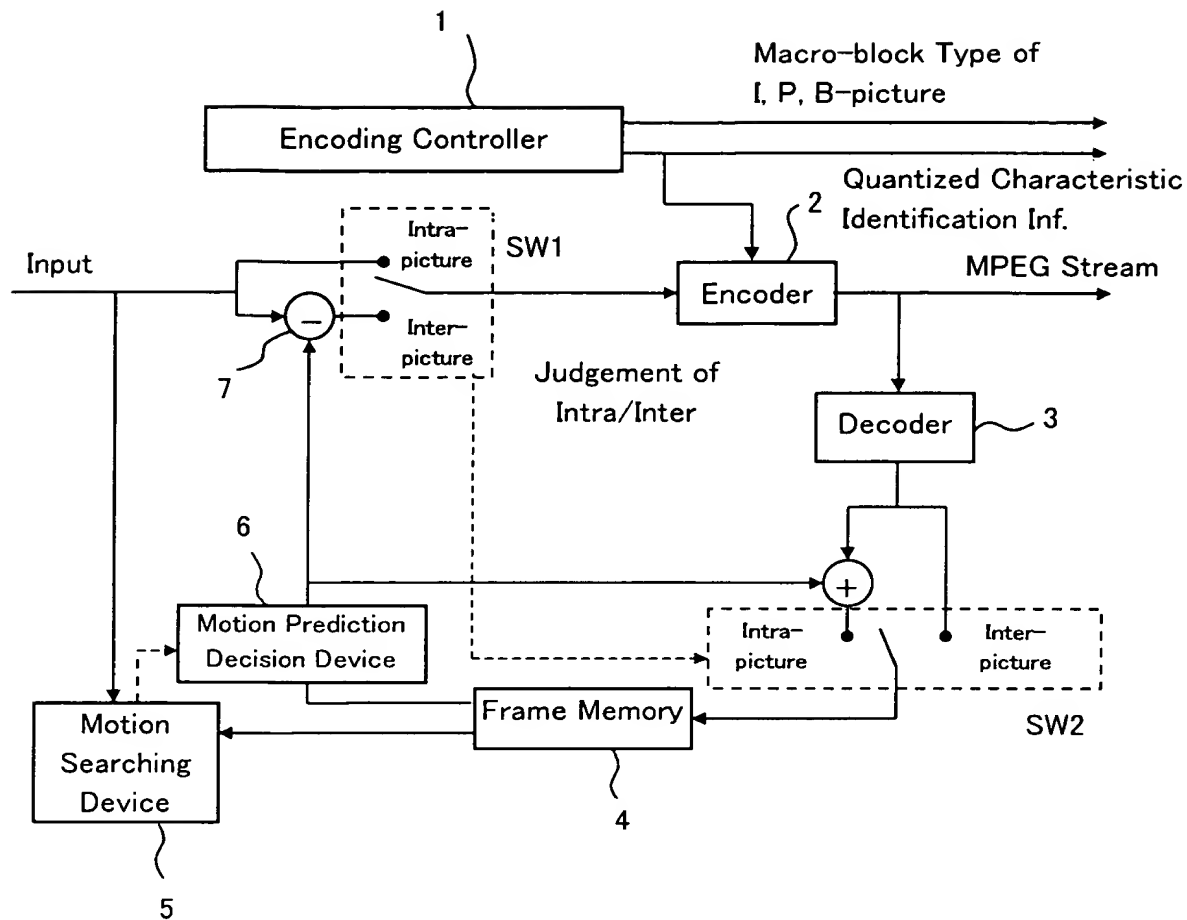 1
Macro-block Type of
I, P, B-picture
Encoding Controller
Quantized Characteristic
Identification Inf.
2
Intra-
picture
SW1
Input
MPEG Stream
Encoder
−
Inter-
picture
7
Judgement of
Intra/Inter
Decoder
3
6
+
Motion Prediction
Decision Device
Intra-
picture
Inter-
picture
Frame Memory
SW2
Motion
Searching
Device
4
5